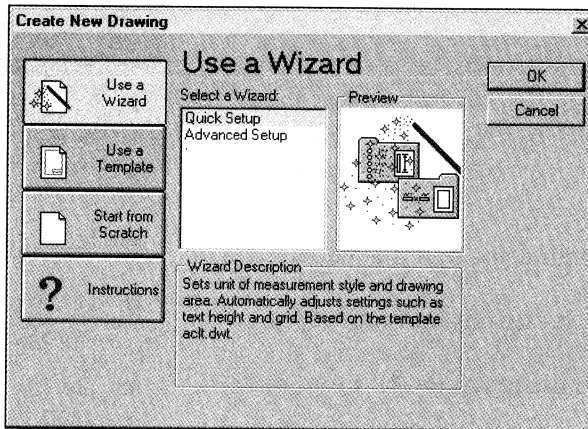 Create New Drawing
Use a
Wizard
Use a
Template
Start from
Scratch
?
Instructions
Use a Wizard
Select a Wizard:
Quick Setup
Advanced Setup
Preview
Wizard Description
Sets unit of measurement style and drawing
area. Automatically adjusts settings such as
text height and grid. Based on the template
aclt.dwt.
OK
Cancel